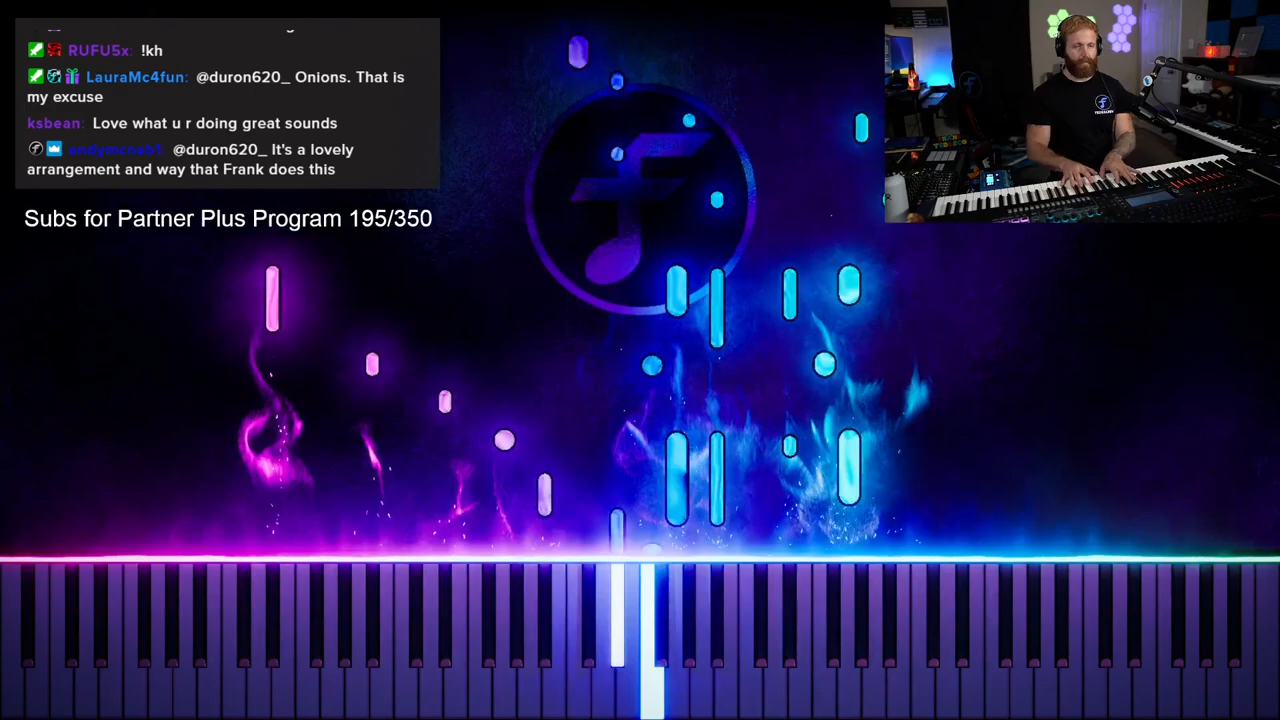 RUFU5x: !kh
LauraMc4fun: @duron620_ Onions. That is
my excuse
ksbean: Love what u r doing great sounds
andymcnab1: @duron620_ It's a lovely
arrangement and way that Frank does this
Subs for Partner Plus Program 195/350